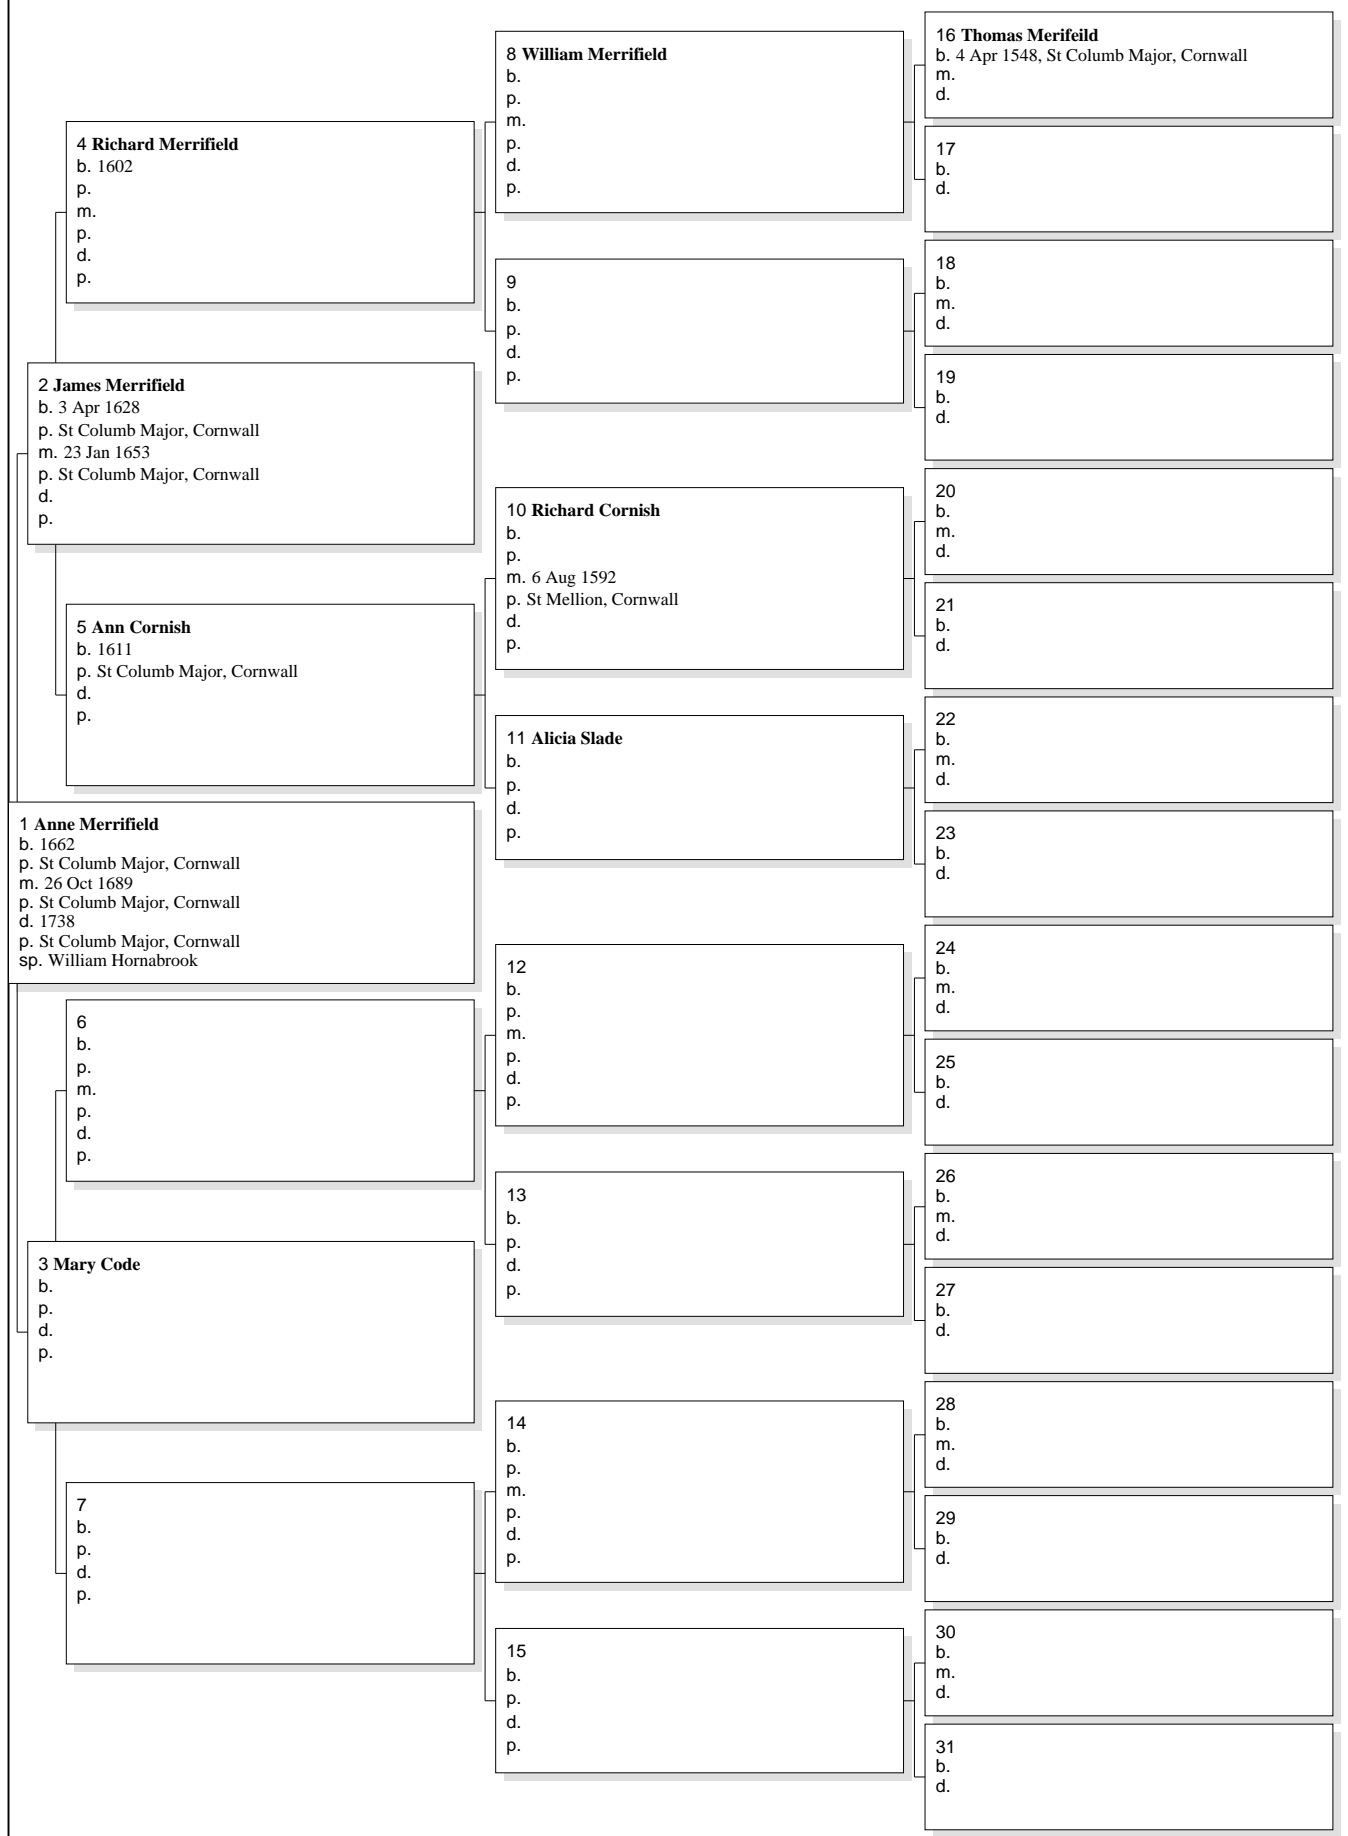 16 Thomas Merifeild
b. 4 Apr 1548, St Columb Major, Cornwall
m.
d.
8 William Merrifield
b.
p.
m.
p.
d.
p.
17
b.
d.
4 Richard Merrifield
b. 1602
p.
m.
p.
d.
p.
18
b.
m.
d.
9
b.
p.
d.
p.
19
b.
d.
2 James Merrifield
b. 3 Apr 1628
p. St Columb Major, Cornwall
m. 23 Jan 1653
p. St Columb Major, Cornwall
d.
p.
20
b.
m.
d.
10 Richard Cornish
b.
p.
m. 6 Aug 1592
p. St Mellion, Cornwall
d.
p.
21
b.
d.
5 Ann Cornish
b. 1611
p. St Columb Major, Cornwall
d.
p.
22
b.
m.
d.
11 Alicia Slade
b.
p.
d.
p.
23
b.
d.
1 Anne Merrifield
b. 1662
p. St Columb Major, Cornwall
m. 26 Oct 1689
p. St Columb Major, Cornwall
d. 1738
p. St Columb Major, Cornwall
sp. William Hornabrook
24
b.
m.
d.
12
b.
p.
m.
p.
d.
p.
25
b.
d.
6
b.
p.
m.
p.
d.
p.
26
b.
m.
d.
13
b.
p.
d.
p.
27
b.
d.
3 Mary Code
b.
p.
d.
p.
28
b.
m.
d.
14
b.
p.
m.
p.
d.
p.
29
b.
d.
7
b.
p.
d.
p.
30
b.
m.
d.
15
b.
p.
d.
p.
31
b.
d.